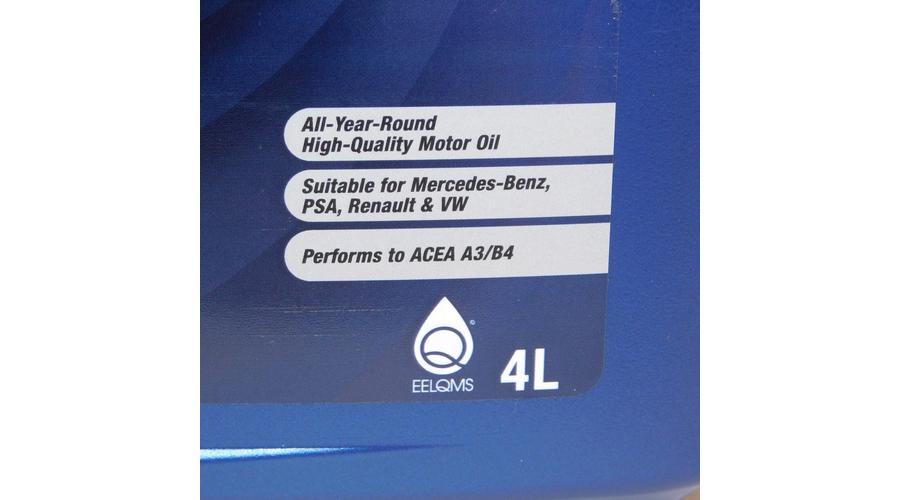 All-Year-Round
High-Quality Motor Oil
Suitable for Mercedes-Benz,
PSA, Renault & VW
Performs to ACEA A3/B4
©
EELQMS
4L